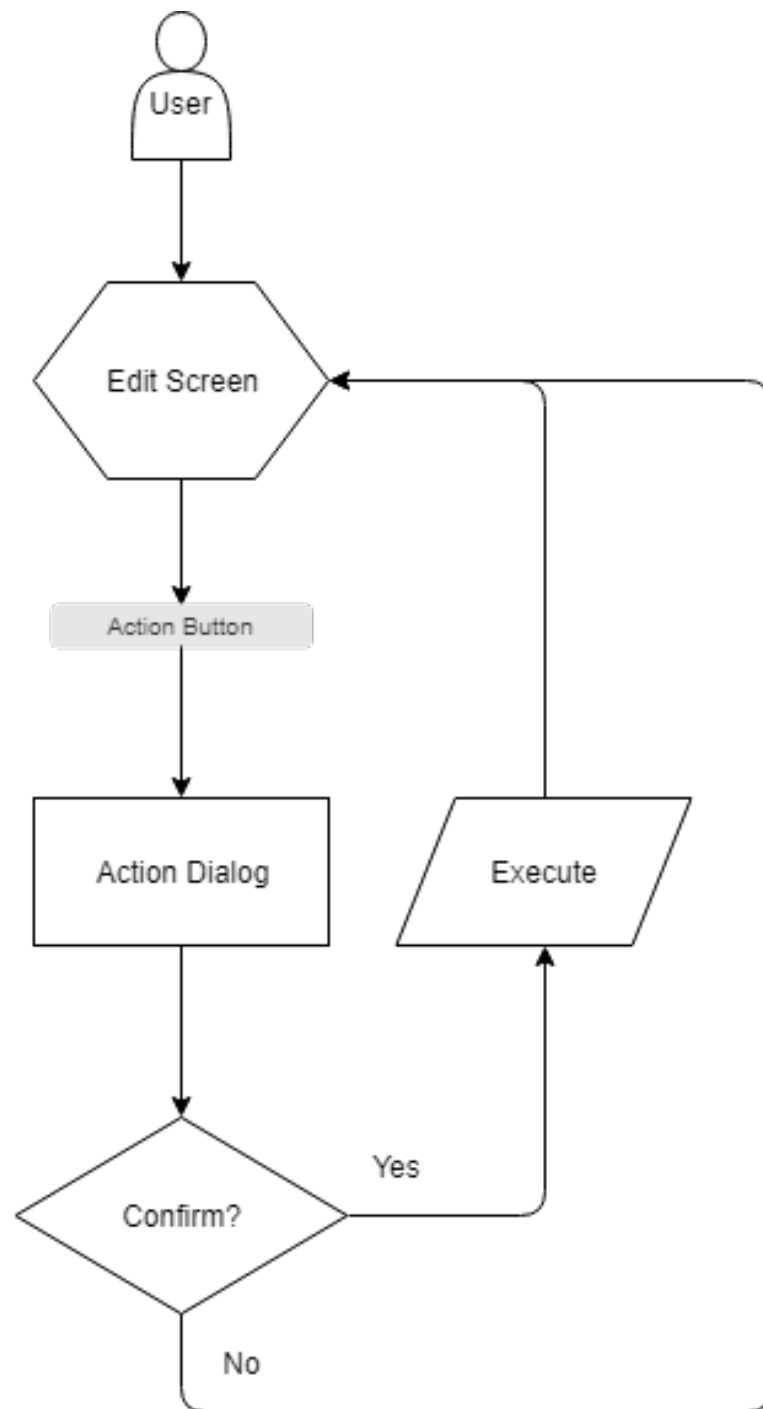 User
Edit Screen
Action Button
Action Dialog
Execute
Yes
Confirm?
No